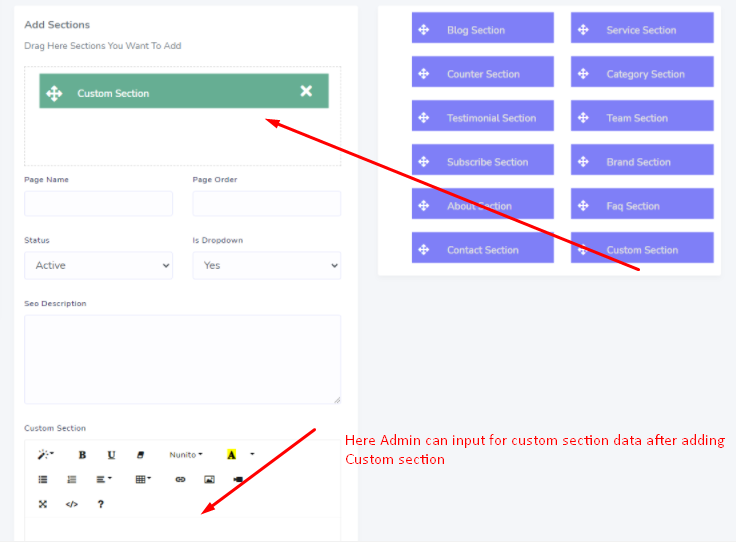 Add Sections
Drag Here Sections You Want To Add
Custom Section
Page Name Page Order
Status Is Dropdown
Active Yes
Seo Description
Custom Section
B U Nunito A
</> ?
Blog Section Service Section
Counter Section Category Section
Testimonial Section Team Section
Subscribe Section Brand Section
About Section Faq Section
Contact Section Custom Section
Here Admin can input for custom section data after adding
Custom section